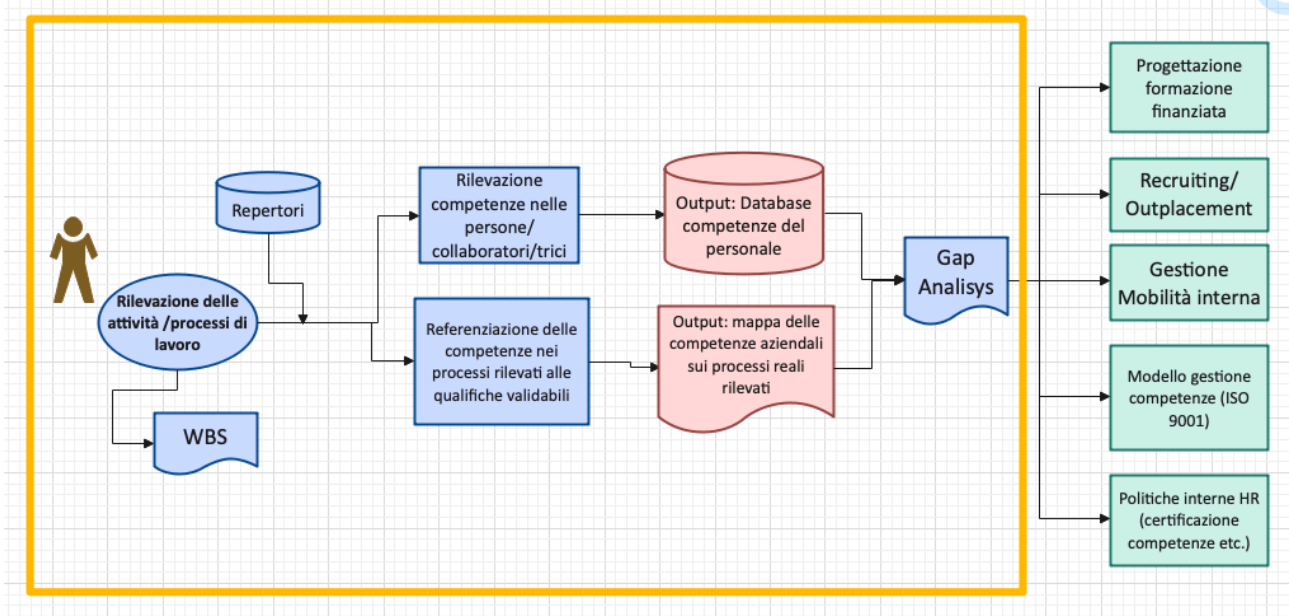 Rilevazione delle
attività /processi di
lavoro
WBS
Repertori
Rilevazione
competenze nelle
persone/
collaboratori/trici
Referenziazione delle
competenze nei
processi rilevati alle
qualifiche validabili
Output: Database
competenze del
personale
Output: mappa delle
competenze aziendali
sui processi reali
rilevati
Gap
Analisys
Progettazione
formazione
finanziata
Recruiting/
Outplacement
Gestione
Mobilità interna
Modello gestione
competenze (ISO
9001)
Politiche interne HR
(certificazione
competenze etc.)